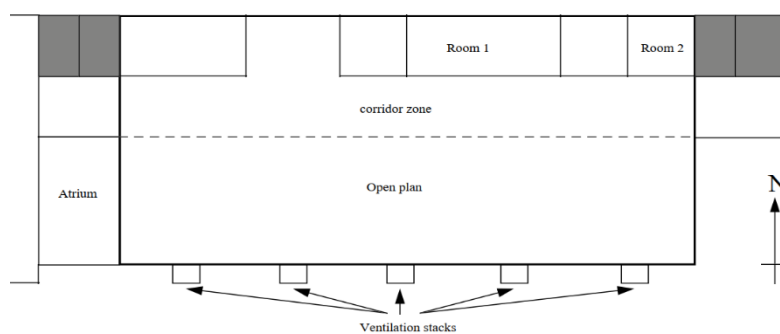 Room 1
Room 2
corridor zone
N
Atrium
Open plan
Ventilation stacks